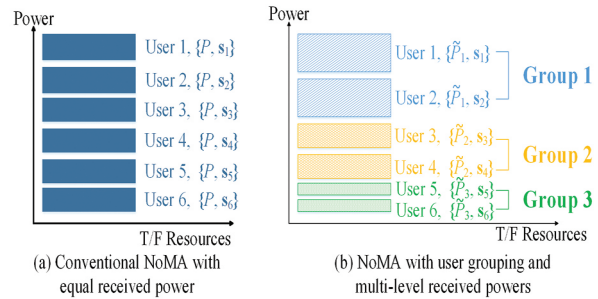 Power
User 1, {P, s1}
User 2, {P, s2}
User 3, {P, s3}
User 4, {P, s4}
User 5, {P, s5}
User 6, {P, s6}
T/F Resources
(a) Conventional NoMA with
equal received power
Power
User 1, {P̃1, s1}
User 2, {P̃1, s2}
Group 1
User 3, {P̃2, s3}
User 4, {P̃2, s4}
Group 2
User 5, {P̃3, s5}
User 6, {P̃3, s6}
Group 3
T/F Resources
(b) NoMA with user grouping and
multi-level received powers